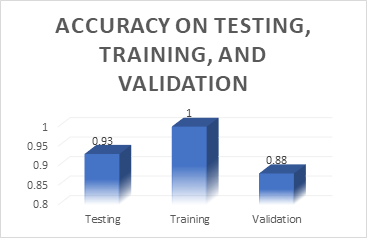 ACCURACY ON TESTING,
TRAINING, AND
VALIDATION
1
0.95
0.9
0.85
0.8
0.93
1
0.88
Testing
Training
Validation